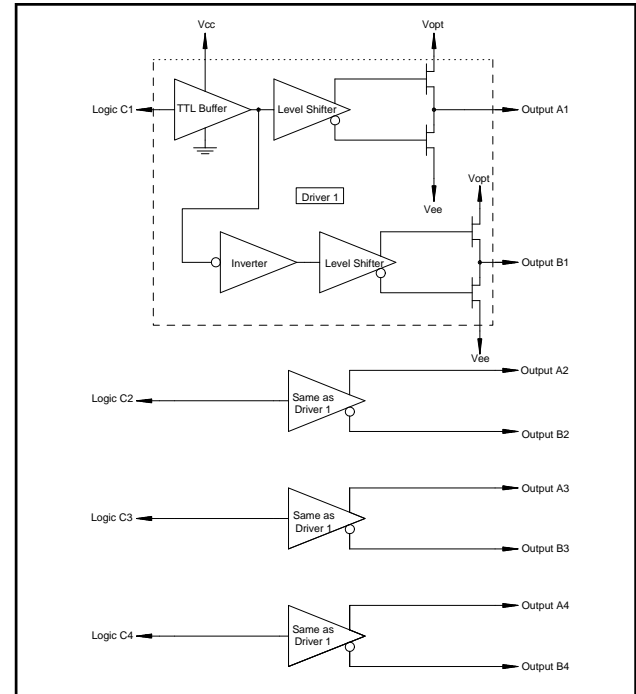 Vcc
Vopt
Logic C1
TTL Buffer
Level Shifter
Output A1
Driver 1
Vee
Vopt
Inverter
Level Shifter
Output B1
Vee
Output A2
Logic C2
Same as
Driver 1
Output B2
Output A3
Logic C3
Same as
Driver 1
Output B3
Output A4
Logic C4
Same as
Driver 1
Output B4